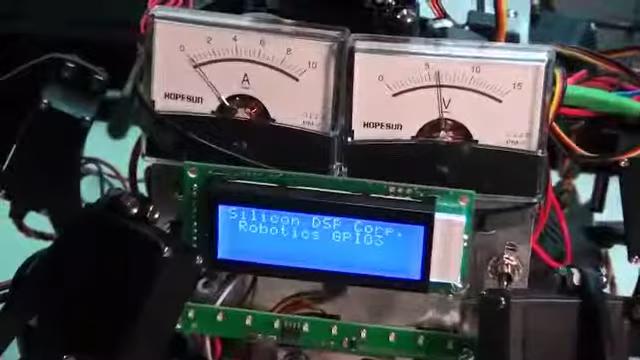 0 2 4 6 8 10
A
HOPESUN
0 5 10 15
V
HOPESUN
Silicon DSP Corp.
Robotics GPIOS